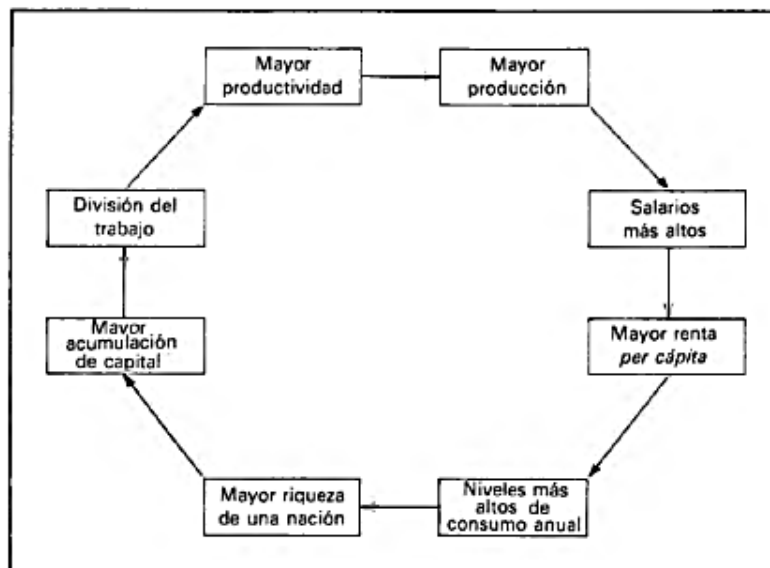 Mayor
productividad
Mayor
producción
División del
trabajo
Salarios
más altos
Mayor
acumulación
de capital
Mayor renta
per cápita
Mayor riqueza
de una nación
Niveles más
altos de
consumo anual